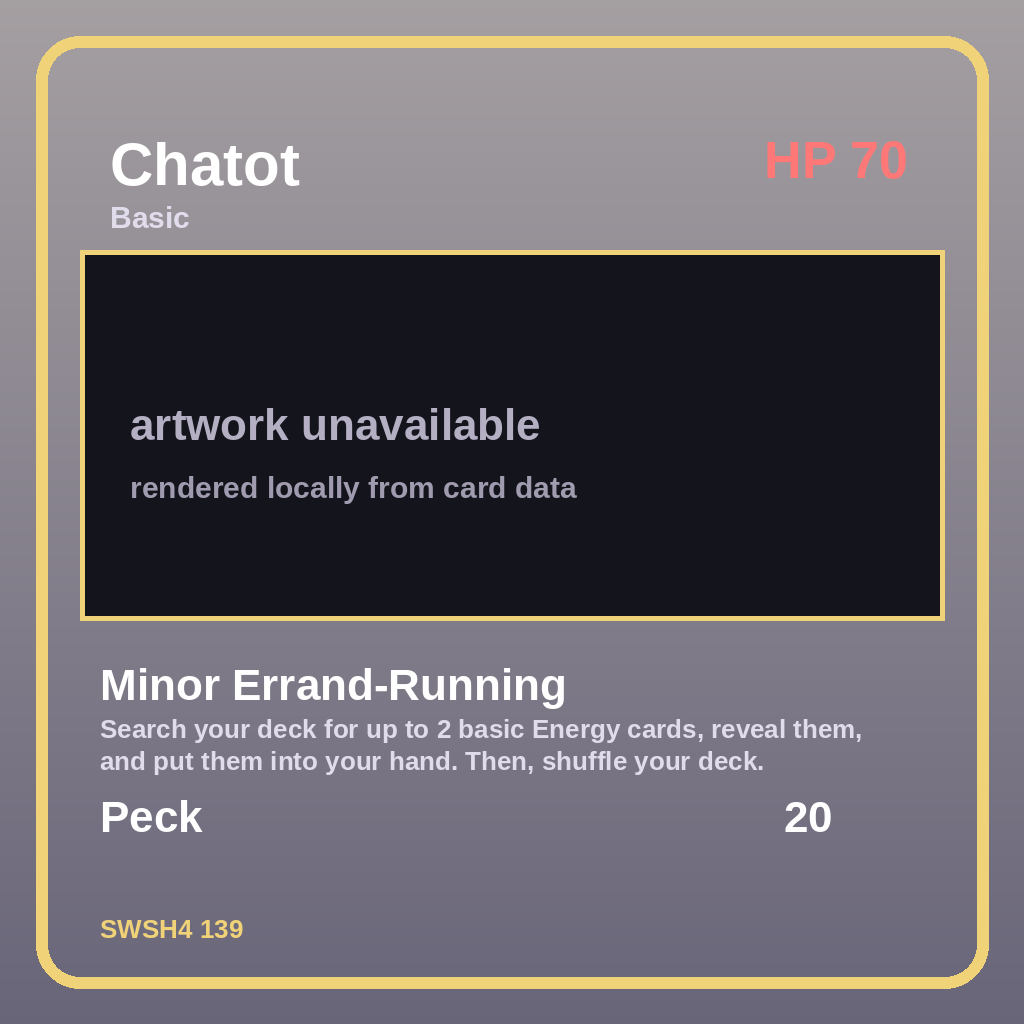 Chatot
HP 70
Basic
artwork unavailable
rendered locally from card data
Minor Errand-Running
Search your deck for up to 2 basic Energy cards, reveal them,
and put them into your hand. Then, shuffle your deck.
Peck
20
SWSH4 139